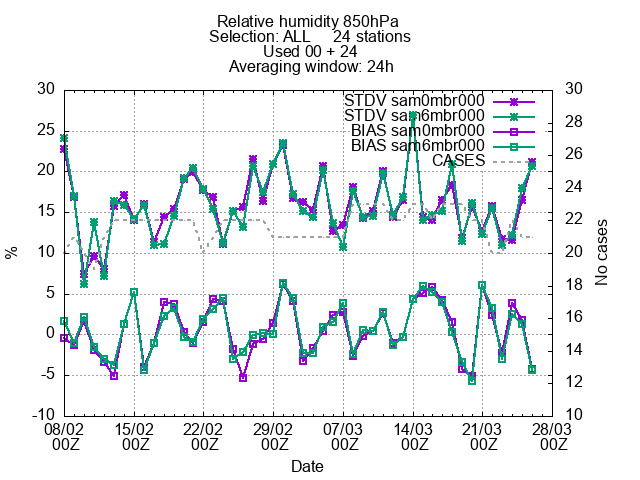 Relative humidity 850hPa
Selection: ALL 24 stations
Used 00 + 24
Averaging window: 24h
30 30
STDV sam0mbr000
28
25 STDV sam6mbr000
BIAS sam0mbr000
26
BIAS sam6mbr000
20 CASES
24
15 22
10 20
5 18
0 16
14
-5 12
-10 10
% No cases
08/02 15/02 22/02 29/02 07/03 14/03 21/03 28/03
00Z 00Z 00Z 00Z 00Z 00Z 00Z 00Z
Date